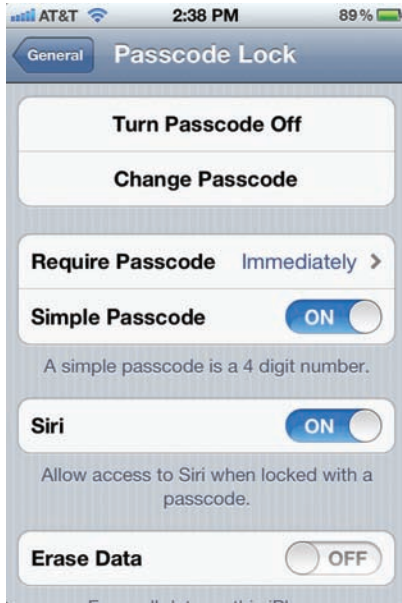 AT&T 2:38 PM 89%
General Passcode Lock
Turn Passcode Off
Change Passcode
Require Passcode Immediately
Simple Passcode ON
A simple passcode is a 4 digit number.
Siri ON
Allow access to Siri when locked with a
passcode.
Erase Data OFF